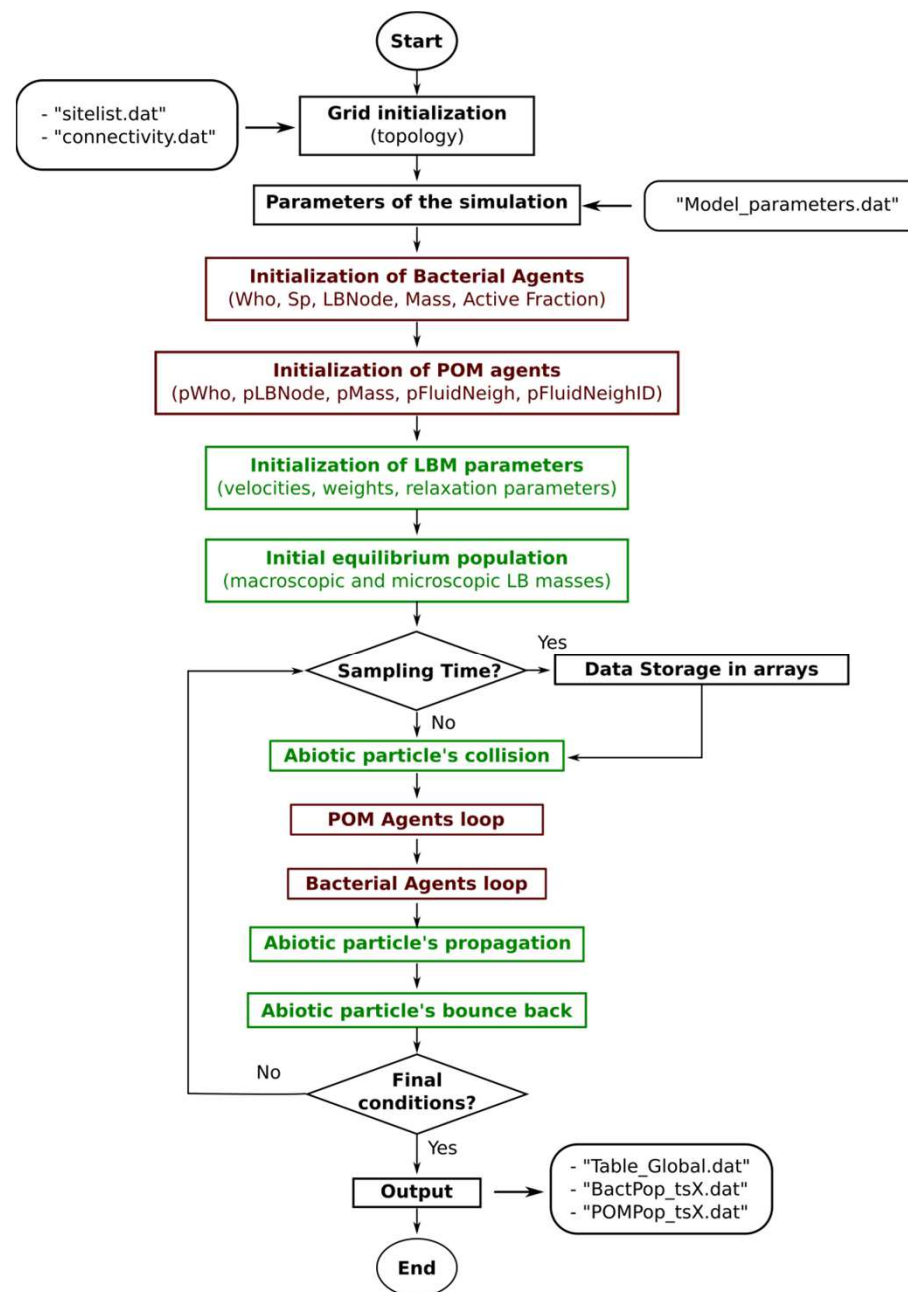 Start
- "sitelist.dat"
- "connectivity.dat"
Grid initialization
(topology)
Parameters of the simulation
"Model_parameters.dat"
Initialization of Bacterial Agents
(Who, Sp, LBNode, Mass, Active Fraction)
Initialization of POM agents
(pWho, pLBNode, pMass, pFluidNeigh, pFluidNeighID)
Initialization of LBM parameters
(velocities, weights, relaxation parameters)
Initial equilibrium population
(macroscopic and microscopic LB masses)
Sampling Time?
Yes
Data Storage in arrays
No
Abiotic particle's collision
POM Agents loop
Bacterial Agents loop
Abiotic particle's propagation
Abiotic particle's bounce back
No
Final
conditions?
Yes
Output
- "Table_Global.dat"
- "BactPop_tsX.dat"
- "POMPop_tsX.dat"
End